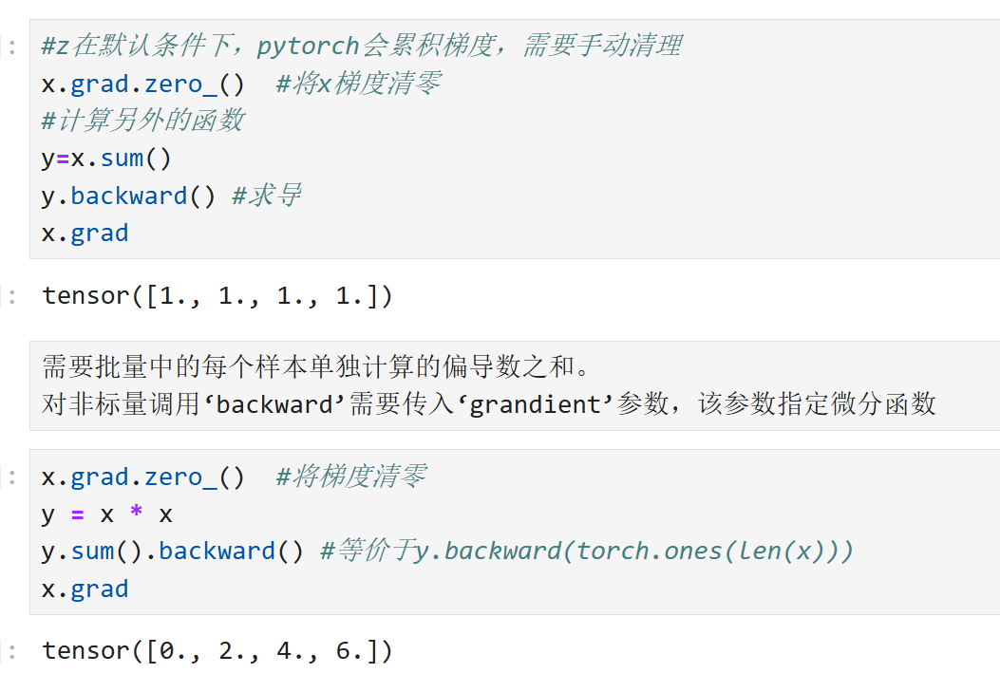 ]: #z在默认条件下，pytorch会累积梯度，需要手动清理
x.grad.zero_()  #将x梯度清零
#计算另外的函数
y=x.sum()
y.backward() #求导
x.grad
]: tensor([1., 1., 1., 1.])
需要批量中的每个样本单独计算的偏导数之和。
对非标量调用‘backward’需要传入‘grandient’参数，该参数指定微分函数
]: x.grad.zero_()  #将梯度清零
y = x * x
y.sum().backward() #等价于y.backward(torch.ones(len(x)))
x.grad
]: tensor([0., 2., 4., 6.])